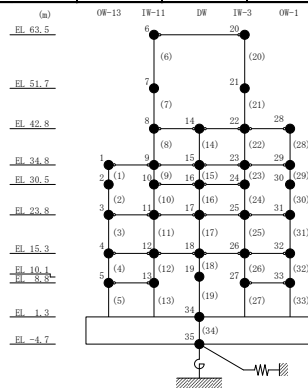 (m) OW-13 IW-11 DW IW-3 OW-1
EL 63.5 6 20
(6) (20)
EL 51.7 7 21
(7) (21)
EL 42.8 8 14 22 28
(8) (14) (22) (28)
EL 34.8 1 9 15 23 29
(1) (9) (15) (23) (29)
EL 30.5 2 10 16 24 30
(2) (10) (16) (24) (30)
EL 23.8 3 11 17 25 31
(3) (11) (17) (25) (31)
EL 15.3 4 12 18 26 32
(4) (12) (18) (26) (32)
EL 10.1 19
EL 8.8 5 13 27 33
(5) (13) (19) (27) (33)
EL 1.3 34
(34)
EL -4.7 35